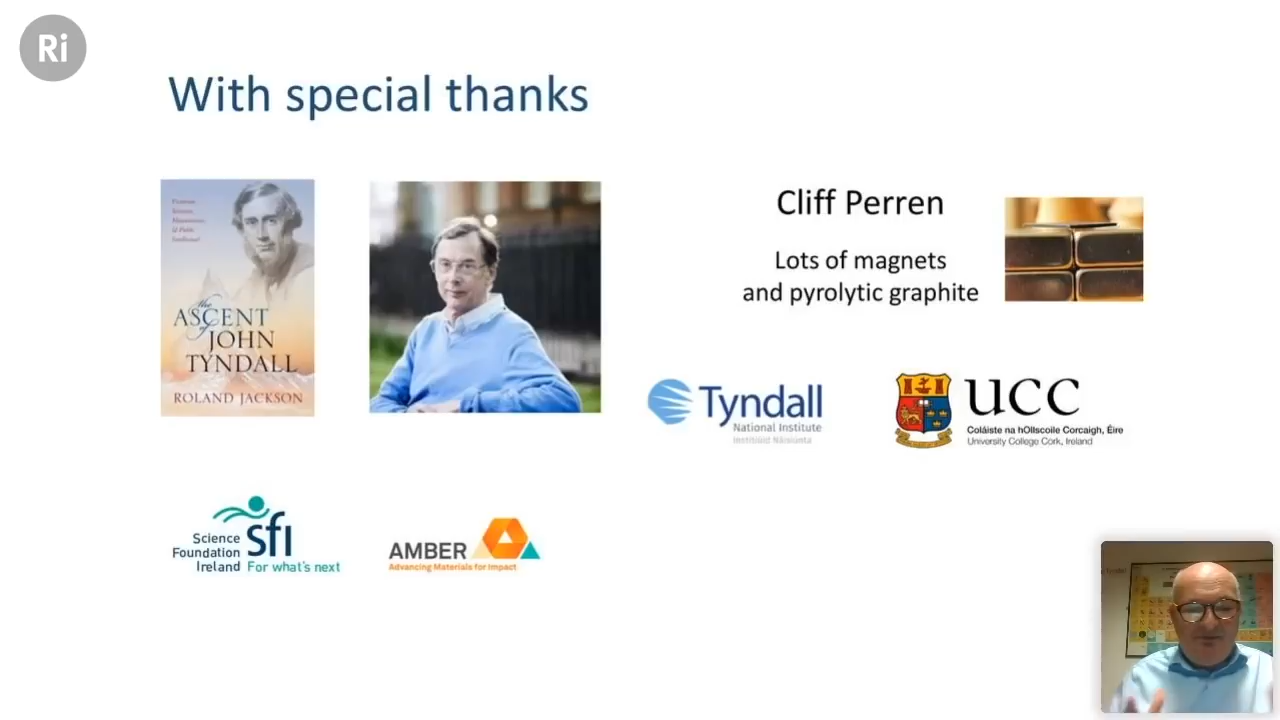 Ri
With special thanks
the
ASCENT
of
JOHN
TYNDALL
ROLAND JACKSON
Cliff Perren
Lots of magnets
and pyrolytic graphite
Tyndall
National Institute
Institiúid Náisiúnta
UCC
Coláiste na hOllscoile Corcaigh, Éire
University College Cork, Ireland
Science
Foundation
Ireland
sfi
For what's next
AMBER
Advancing Materials for Impact